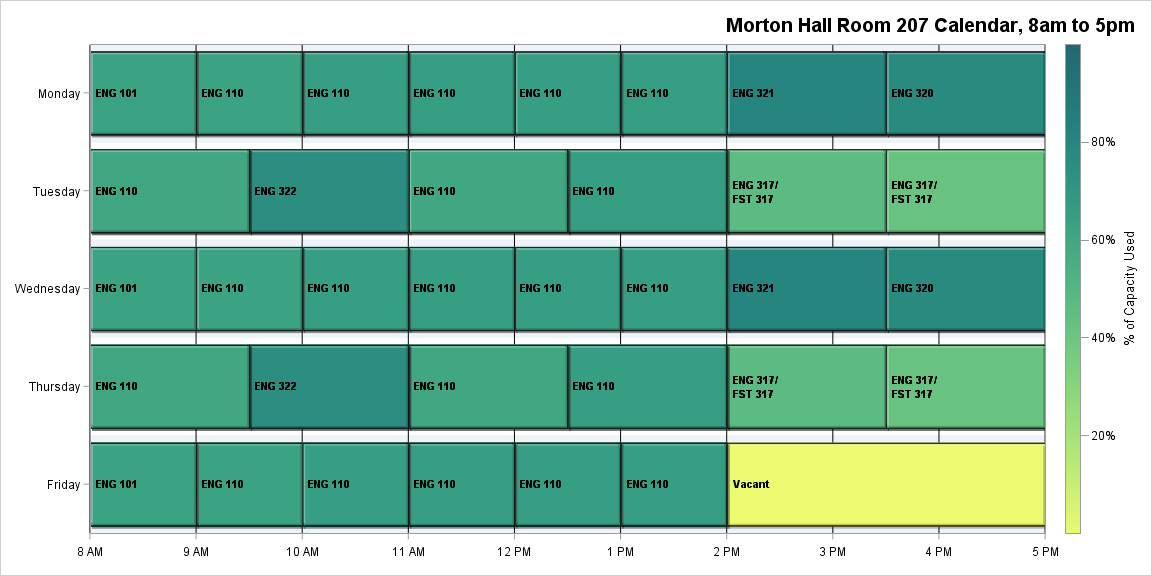 Morton Hall Room 207 Calendar, 8am to 5pm
Monday
ENG 101
ENG 110
ENG 110
ENG 110
ENG 110
ENG 110
ENG 321
ENG 320
Tuesday
ENG 110
ENG 322
ENG 110
ENG 110
ENG 317/
FST 317
ENG 317/
FST 317
Wednesday
ENG 101
ENG 110
ENG 110
ENG 110
ENG 110
ENG 110
ENG 321
ENG 320
Thursday
ENG 110
ENG 322
ENG 110
ENG 110
ENG 317/
FST 317
ENG 317/
FST 317
Friday
ENG 101
ENG 110
ENG 110
ENG 110
ENG 110
ENG 110
Vacant
8 AM
9 AM
10 AM
11 AM
12 PM
1 PM
2 PM
3 PM
4 PM
5 PM
80%
60%
40%
20%
% of Capacity Used